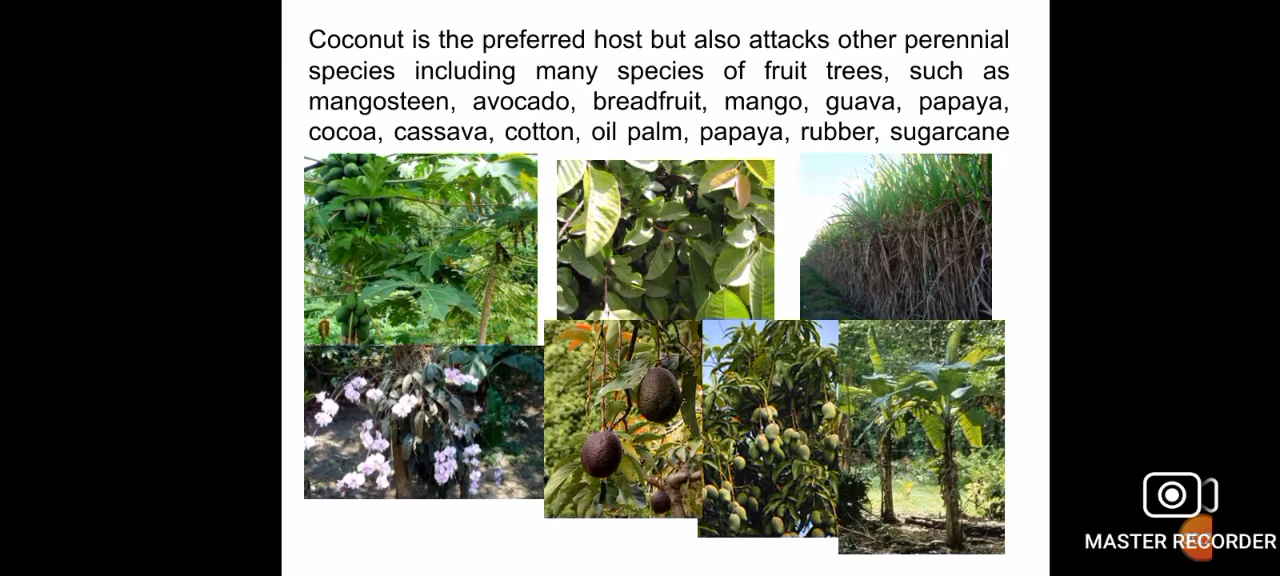 Coconut is the preferred host but also attacks other perennial
species including many species of fruit trees, such as
mangosteen, avocado, breadfruit, mango, guava, papaya,
cocoa, cassava, cotton, oil palm, papaya, rubber, sugarcane
MASTER RECORDER